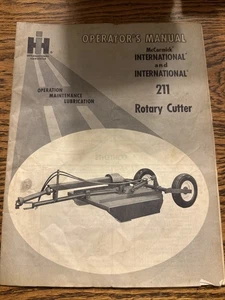 OPERATOR'S MANUAL
McCormick®
INTERNATIONAL®
and
INTERNATIONAL®
211
Rotary Cutter
OPERATION
MAINTENANCE
LUBRICATION